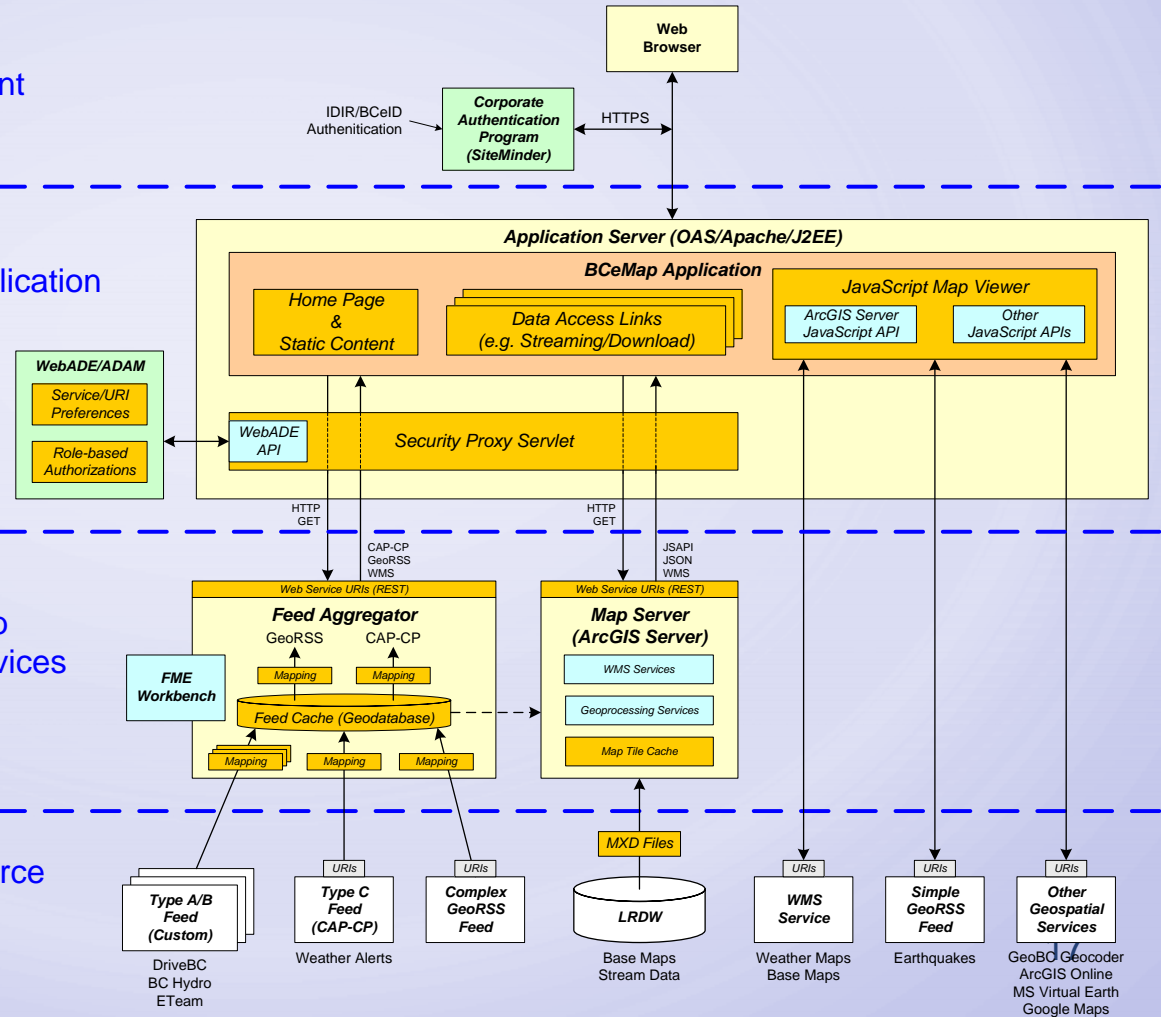 Web
Browser
nt
IDIR/BCeID
Authenitication
Corporate
Authentication
Program
(SiteMinder)
HTTPS
lication
Application Server (OAS/Apache/J2EE)
BCeMap Application
Home Page
&
Static Content
Data Access Links
(e.g. Streaming/Download)
JavaScript Map Viewer
ArcGIS Server
JavaScript API
Other
JavaScript APIs
WebADE/ADAM
Service/URI
Preferences
Role-based
Authorizations
WebADE
API
Security Proxy Servlet
HTTP
GET
CAP-CP
GeoRSS
WMS
HTTP
GET
JSAPI
JSON
WMS
o
vices
Web Service URIs (REST)
Feed Aggregator
GeoRSS
CAP-CP
Mapping
Mapping
FME
Workbench
Feed Cache (Geodatabase)
Mapping
Mapping
Mapping
Web Service URIs (REST)
Map Server
(ArcGIS Server)
WMS Services
Geoprocessing Services
Map Tile Cache
rce
Type A/B
Feed
(Custom)
DriveBC
BC Hydro
ETeam
URIs
Type C
Feed
(CAP-CP)
Weather Alerts
URIs
Complex
GeoRSS
Feed
MXD Files
LRDW
Base Maps
Stream Data
URIs
WMS
Service
Weather Maps
Base Maps
URIs
Simple
GeoRSS
Feed
Earthquakes
URIs
Other
Geospatial
Services
GeoBC Geocoder
ArcGIS Online
MS Virtual Earth
Google Maps
17